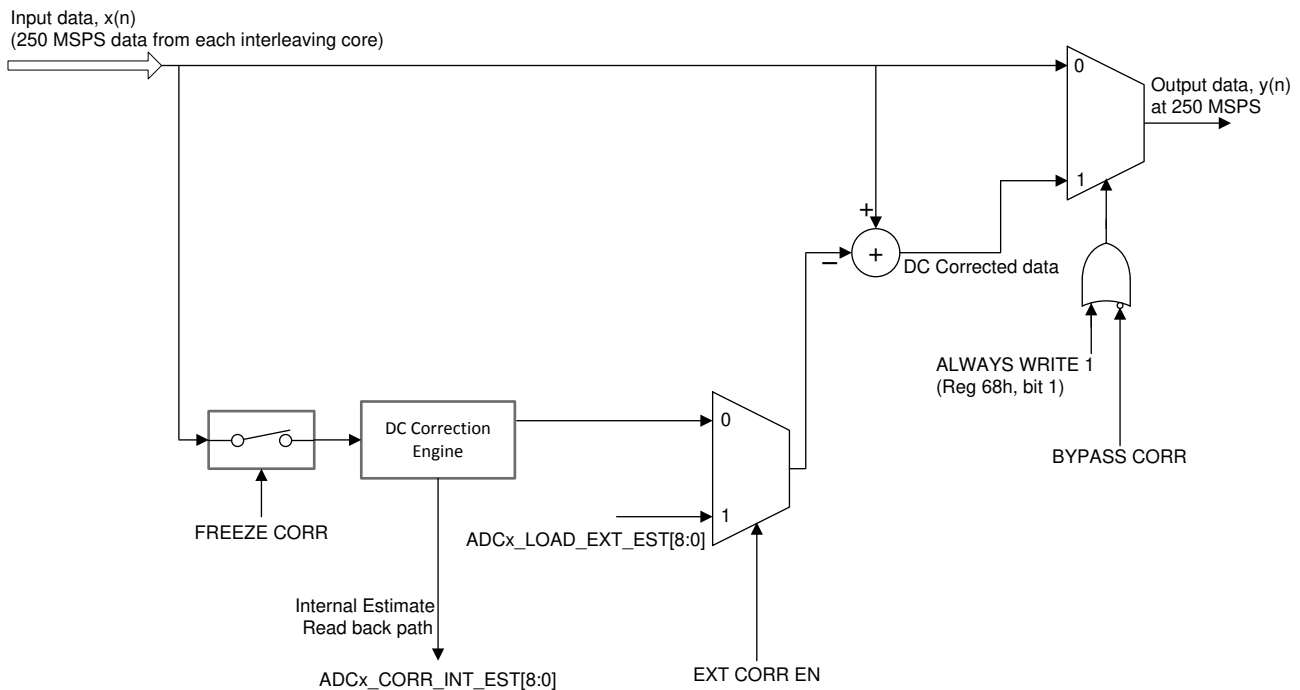 Input data, x(n)
(250 MSPS data from each interleaving core)
0
Output data, y(n)
at 250 MSPS
1
+
+
–
DC Corrected data
ALWAYS WRITE 1
(Reg 68h, bit 1)
BYPASS CORR
DC Correction
Engine
0
FREEZE CORR
1
ADCx_LOAD_EXT_EST[8:0]
Internal Estimate
Read back path
ADCx_CORR_INT_EST[8:0]
EXT CORR EN